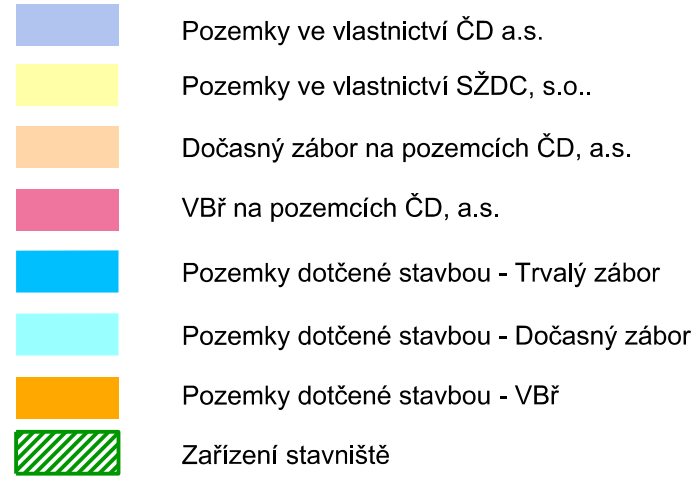 Pozemky ve vlastnictví ČD a.s.
Pozemky ve vlastnictví SŽDC, s.o..
Dočasný zábor na pozemcích ČD, a.s.
VBř na pozemcích ČD, a.s.
Pozemky dotčené stavbou - Trvalý zábor
Pozemky dotčené stavbou - Dočasný zábor
Pozemky dotčené stavbou - VBř
Zařízení stavniště